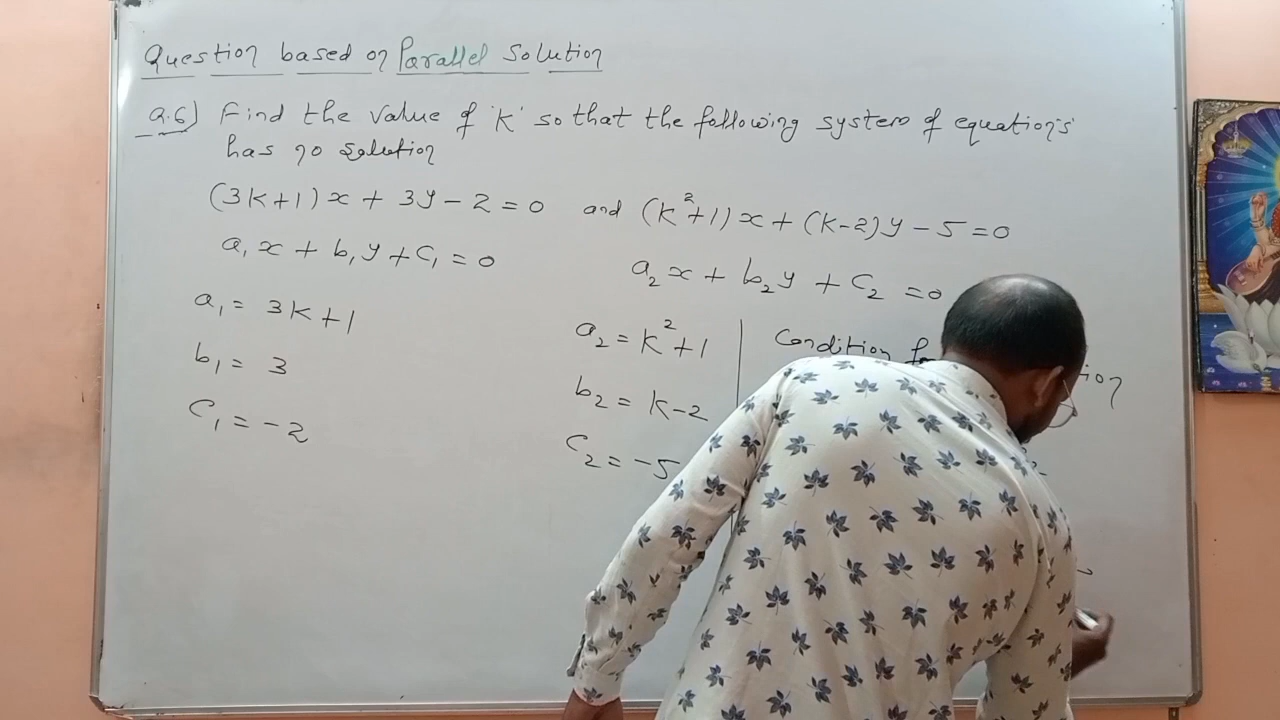 Question based on Parallel Solution
Q.6) Find the value of 'K' so that the following system of equation's
has no solution
(3K+1)x + 3y - 2 = 0 and (K²+1)x + (K-2)y - 5 = 0
a₁x + b₁y + c₁ = 0
a₂x + b₂y + c₂ = 0
a₁ = 3K+1
b₁ = 3
c₁ = -2
a₂ = K²+1
b₂ = K-2
c₂ = -5
Condition